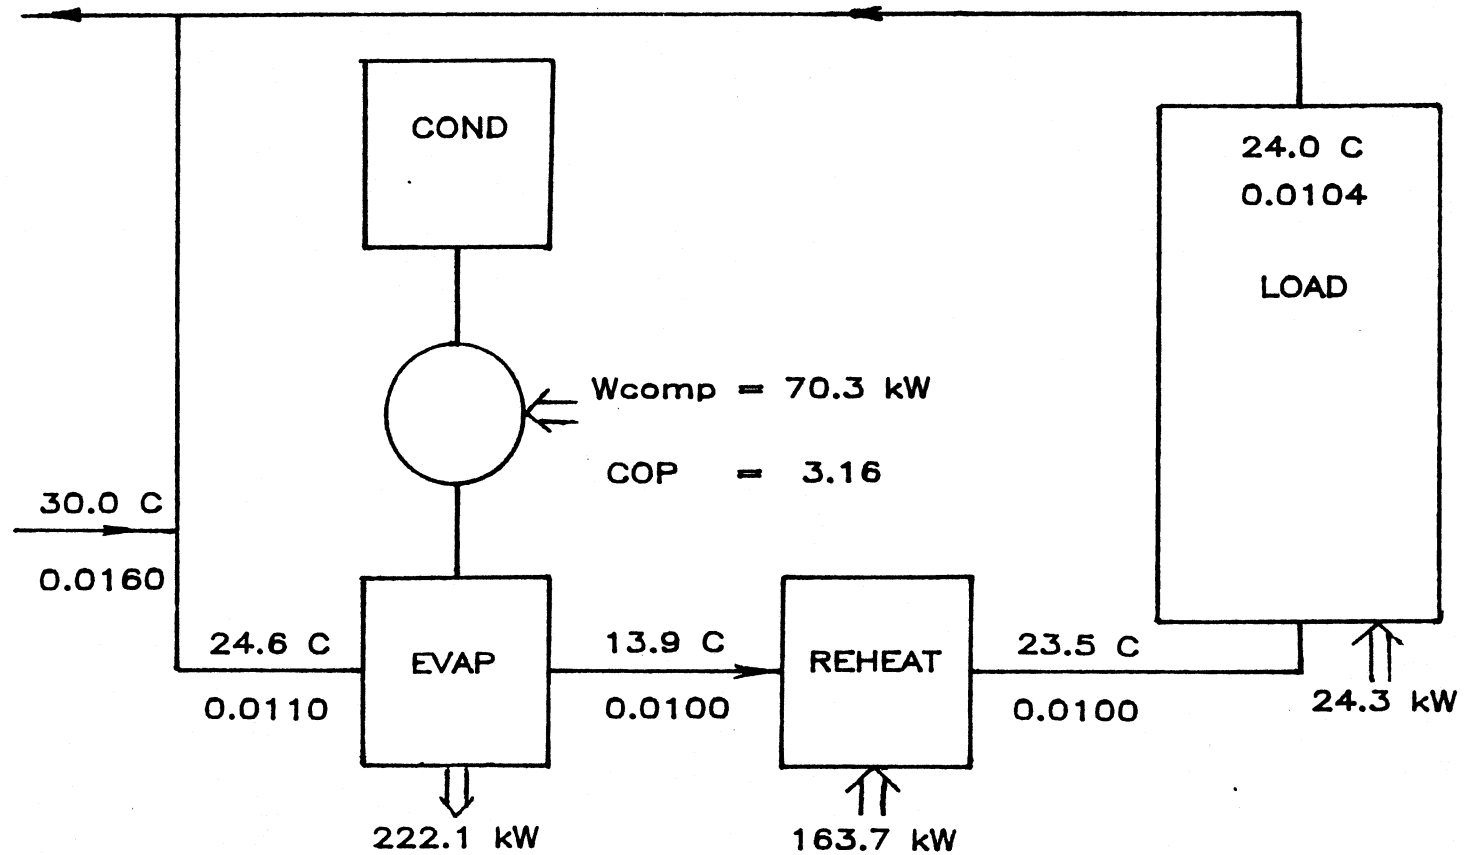 COND
24.0 C
0.0104
LOAD
Wcomp = 70.3 kW
COP = 3.16
30.0 C
0.0160
24.6 C
0.0110
EVAP
13.9 C
0.0100
REHEAT
23.5 C
0.0100
24.3 kW
222.1 kW
163.7 kW